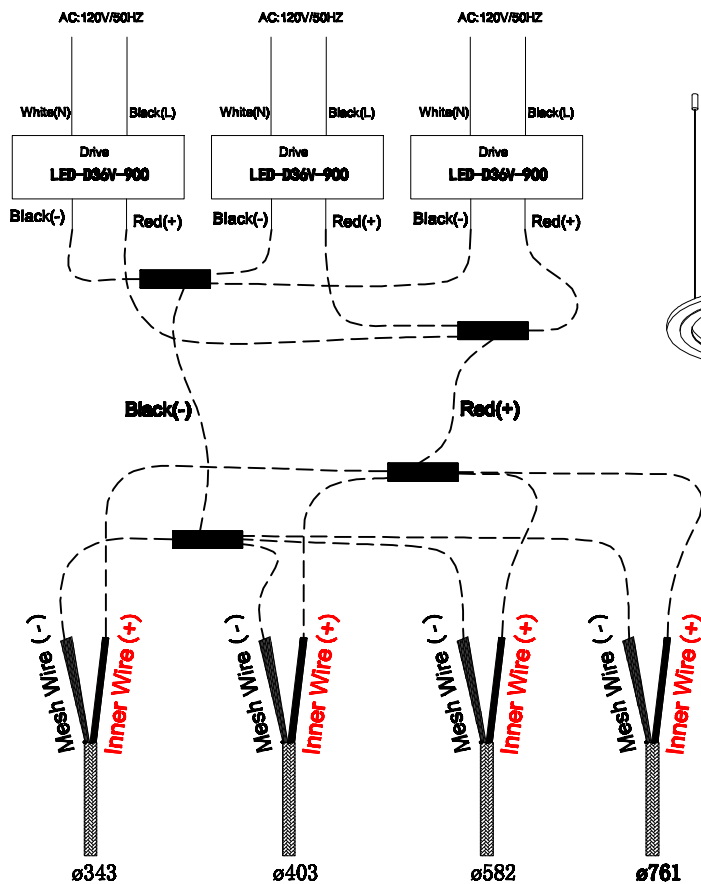 AC:120V/50HZ
AC:120V/50HZ
AC:120V/50HZ
White(N)
Black(L)
White(N)
Black(L)
White(N)
Black(L)
Drive
LED-D36V-900
Drive
LED-D36V-900
Drive
LED-D36V-900
Black(-)
Red(+)
Black(-)
Red(+)
Black(-)
Red(+)
Black(-)
Red(+)
Mesh Wire (-)
Inner Wire (+)
Mesh Wire (-)
Inner Wire (+)
Mesh Wire (-)
Inner Wire (+)
Mesh Wire (-)
Inner Wire (+)
ø343
ø403
ø582
ø761